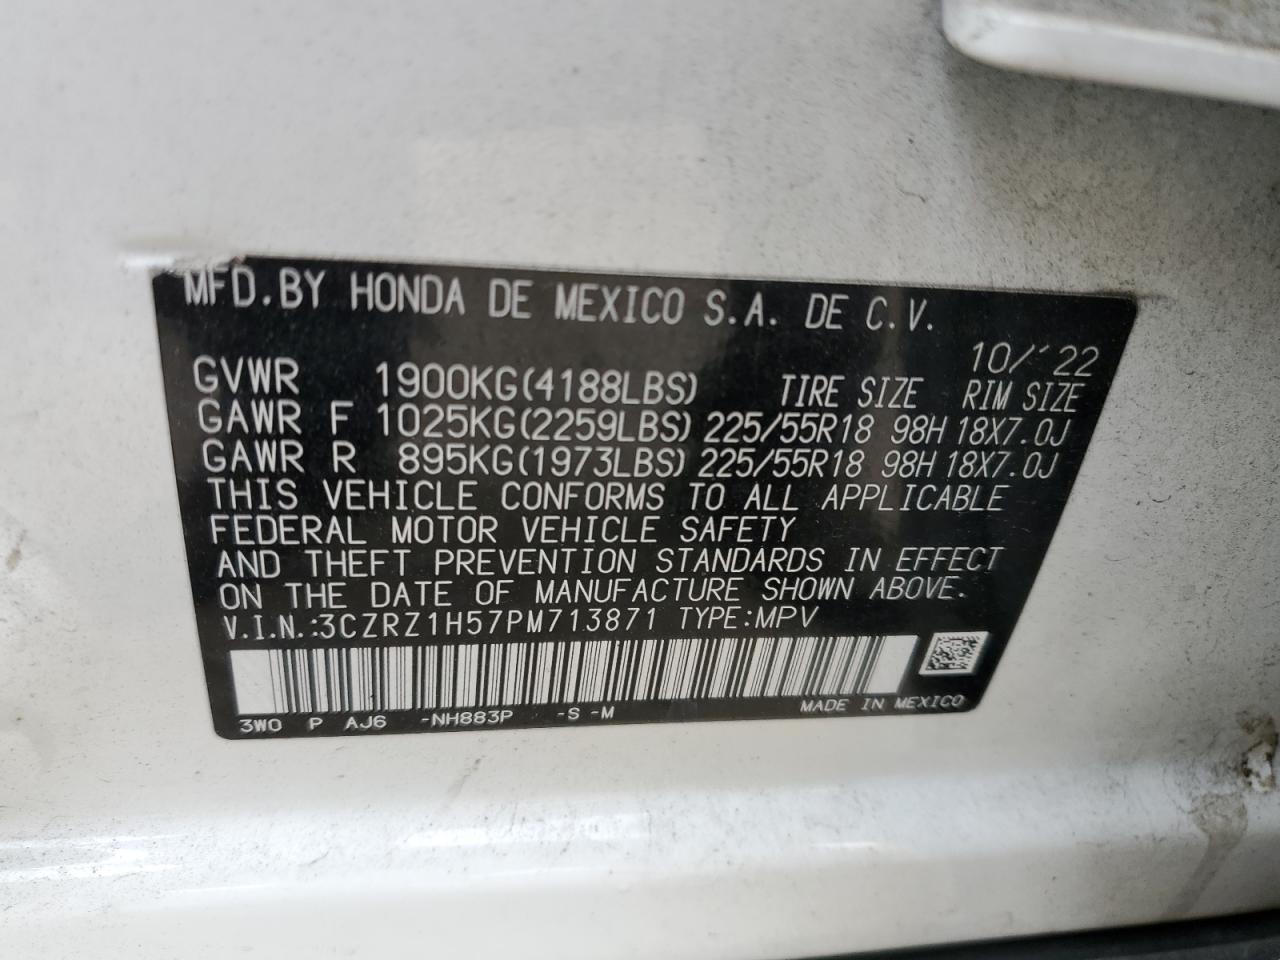 MFD.BY HONDA DE MEXICO S.A. DE C.V.
10/'22
GVWR 1900KG(4188LBS) TIRE SIZE RIM SIZE
GAWR F 1025KG(2259LBS) 225/55R18 98H 18X7.0J
GAWR R 895KG(1973LBS) 225/55R18 98H 18X7.0J
THIS VEHICLE CONFORMS TO ALL APPLICABLE
FEDERAL MOTOR VEHICLE SAFETY
AND THEFT PREVENTION STANDARDS IN EFFECT
ON THE DATE OF MANUFACTURE SHOWN ABOVE.
V.I.N.:3CZRZ1H57PM713871 TYPE:MPV
3W0 P AJ6 -NH883P -S -M MADE IN MEXICO